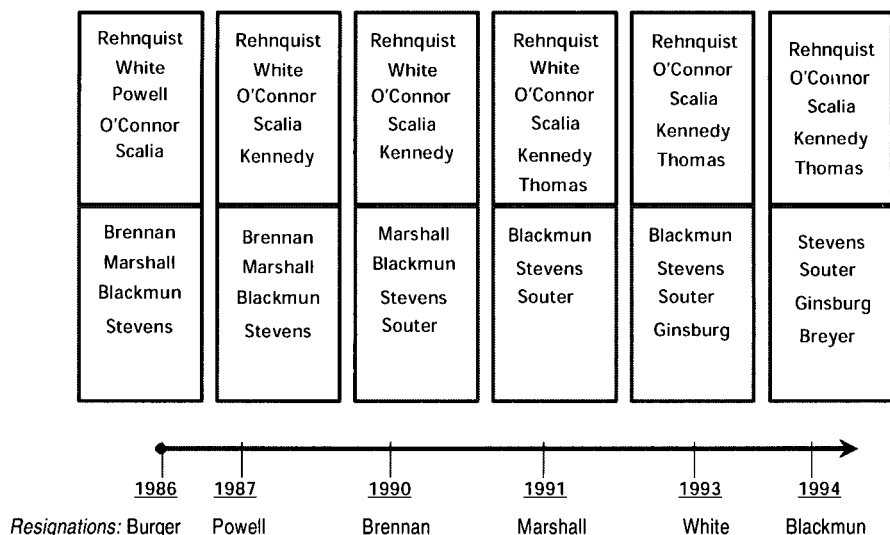 Rehnquist
White
Powell
O'Connor
Scalia
Brennan
Marshall
Blackmun
Stevens
Rehnquist
White
O'Connor
Scalia
Kennedy
Brennan
Marshall
Blackmun
Stevens
Rehnquist
White
O'Connor
Scalia
Kennedy
Marshall
Blackmun
Stevens
Souter
Rehnquist
White
O'Connor
Scalia
Kennedy
Thomas
Blackmun
Stevens
Souter
Rehnquist
O'Connor
Scalia
Kennedy
Thomas
Blackmun
Stevens
Souter
Ginsburg
Rehnquist
O'Connor
Scalia
Kennedy
Thomas
Stevens
Souter
Ginsburg
Breyer
1986 1987 1990 1991 1993 1994
Resignations: Burger Powell Brennan Marshall White Blackmun